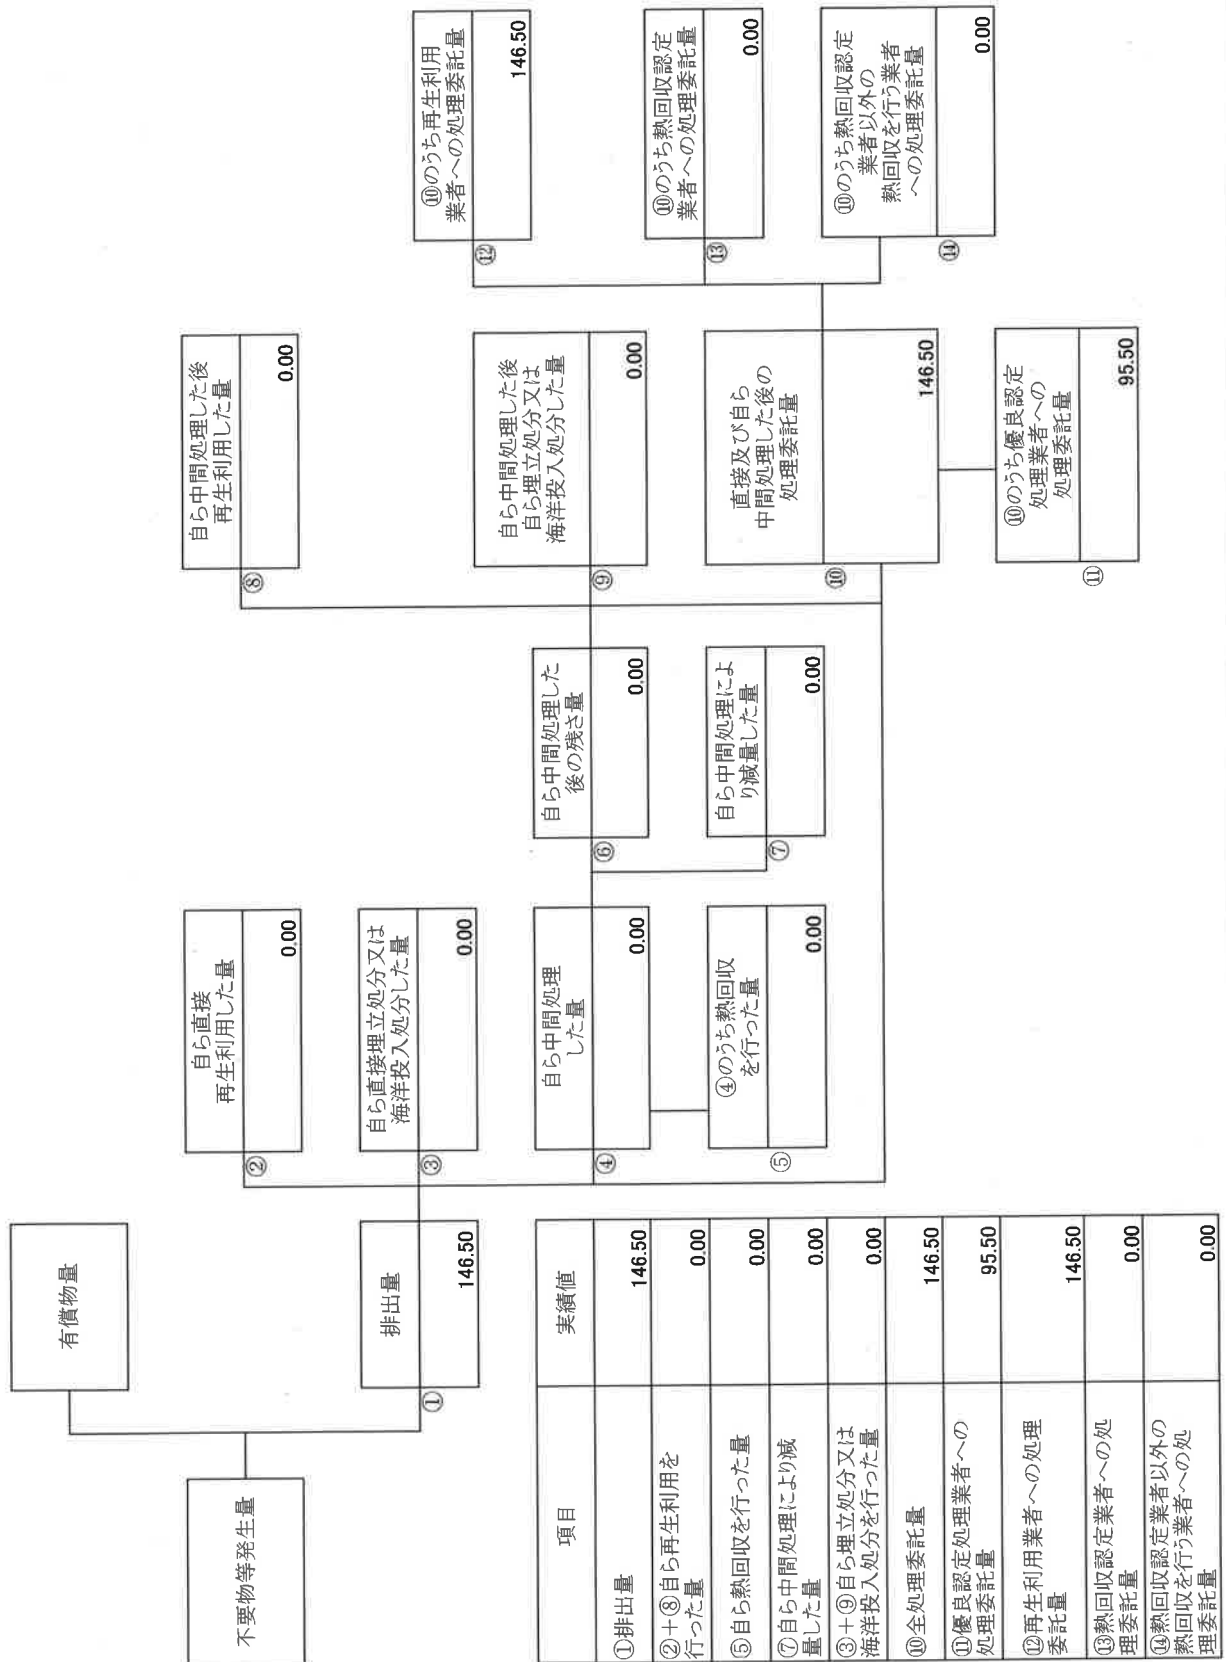 不要物等発生量
有償物量
排出量
①
146.50
自ら直接
再生利用した量
②
0.00
自ら直接埋立処分又は
海洋投入処分した量
③
0.00
自ら中間処理
した量
④
0.00
④のうち熱回収
を行った量
⑤
0.00
自ら中間処理した
後の残さ量
⑥
0.00
自ら中間処理によ
り減量した量
⑦
0.00
自ら中間処理した後
再生利用した量
⑧
0.00
自ら中間処理した後
自ら埋立処分又は
海洋投入処分した量
⑨
0.00
直接及び自ら
中間処理した後の
処理委託量
⑩
146.50
⑩のうち優良認定
処理業者への
処理委託量
⑪
95.50
⑩のうち再生利用
業者への処理委託量
⑫
146.50
⑩のうち熱回収認定
業者への処理委託量
⑬
0.00
⑩のうち熱回収認定
業者以外の
熱回収を行う業者
への処理委託量
⑭
0.00
項目 実績値
①排出量 146.50
②＋⑧自ら再生利用を
行った量 0.00
⑤自ら熱回収を行った量 0.00
⑦自ら中間処理により減
量した量 0.00
③＋⑨自ら埋立処分又は
海洋投入処分を行った量 0.00
⑩全処理委託量 146.50
⑪優良認定処理業者への
処理委託量 95.50
⑫再生利用業者への処理
委託量 146.50
⑬熱回収認定業者への処
理委託量 0.00
⑭熱回収認定業者以外の
熱回収を行う業者への処
理委託量 0.00